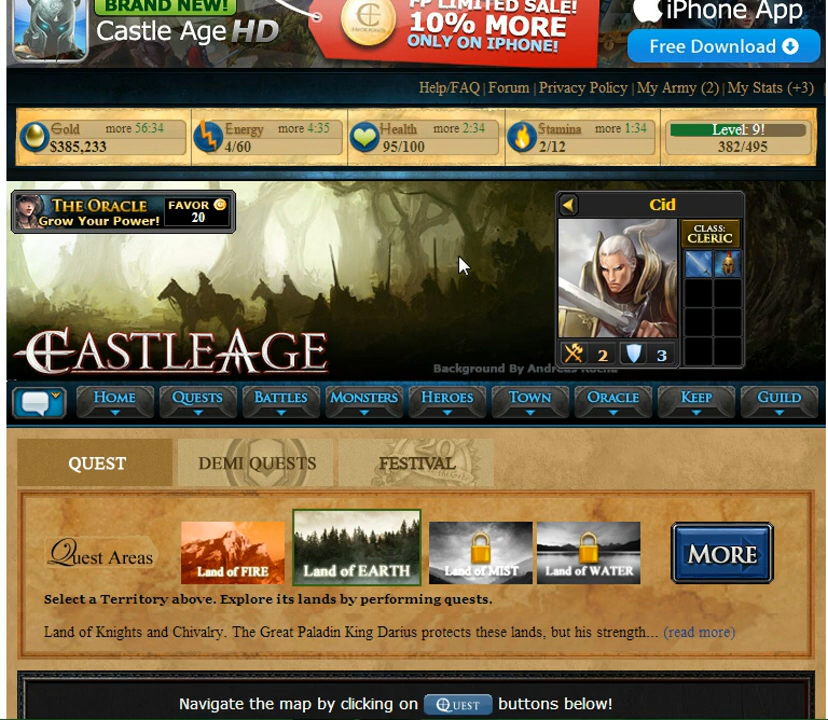 BRAND NEW!
Castle Age HD
FP LIMITED SALE!
10% MORE
ONLY ON IPHONE!
iPhone App
Free Download
Help/FAQ | Forum | Privacy Policy | My Army (2) | My Stats (+3) |
Gold more 56:34
$385,233
Energy more 4:35
4/60
Health more 2:34
95/100
Stamina more 1:34
2/12
Level: 9!
382/495
THE ORACLE
Grow Your Power!
FAVOR
20
Cid
CLASS:
CLERIC
2 3
CASTLEAGE
Background By Andreas Rocha
HOME QUESTS BATTLES MONSTERS HEROES TOWN ORACLE KEEP GUILD
QUEST DEMI QUESTS FESTIVAL
Quest Areas
Land of FIRE
Land of EARTH
Land of MIST
Land of WATER
MORE
Select a Territory above. Explore its lands by performing quests.
Land of Knights and Chivalry. The Great Paladin King Darius protects these lands, but his strength... (read more)
Navigate the map by clicking on QUEST buttons below!